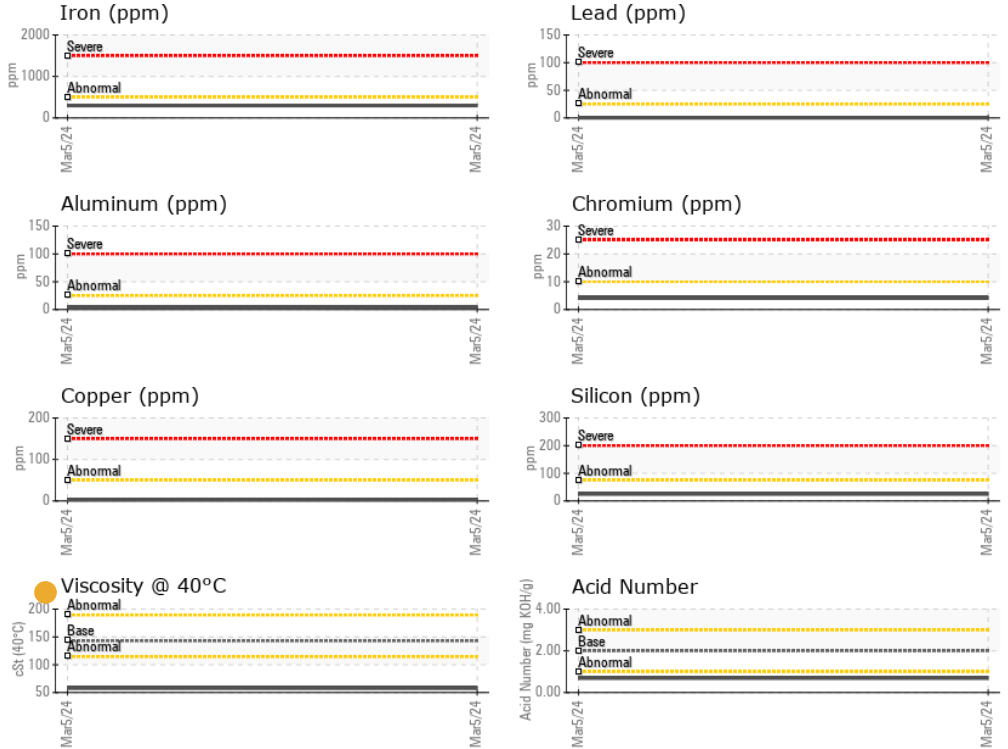 Iron (ppm)
2000
1000
0
ppm
Severe
Abnormal
Mar5/24
Mar5/24
Lead (ppm)
150
100
50
0
ppm
Severe
Abnormal
Mar5/24
Mar5/24
Aluminum (ppm)
150
100
50
0
ppm
Severe
Abnormal
Mar5/24
Mar5/24
Chromium (ppm)
30
20
10
0
ppm
Severe
Abnormal
Mar5/24
Mar5/24
Copper (ppm)
200
100
0
ppm
Severe
Abnormal
Mar5/24
Mar5/24
Silicon (ppm)
300
200
100
0
ppm
Severe
Abnormal
Mar5/24
Mar5/24
Viscosity @ 40°C
200
150
100
50
cSt (40°C)
Abnormal
Base
Abnormal
Mar5/24
Mar5/24
Acid Number
4.00
2.00
0.00
Acid Number (mg KOH/g)
Abnormal
Base
Abnormal
Mar5/24
Mar5/24